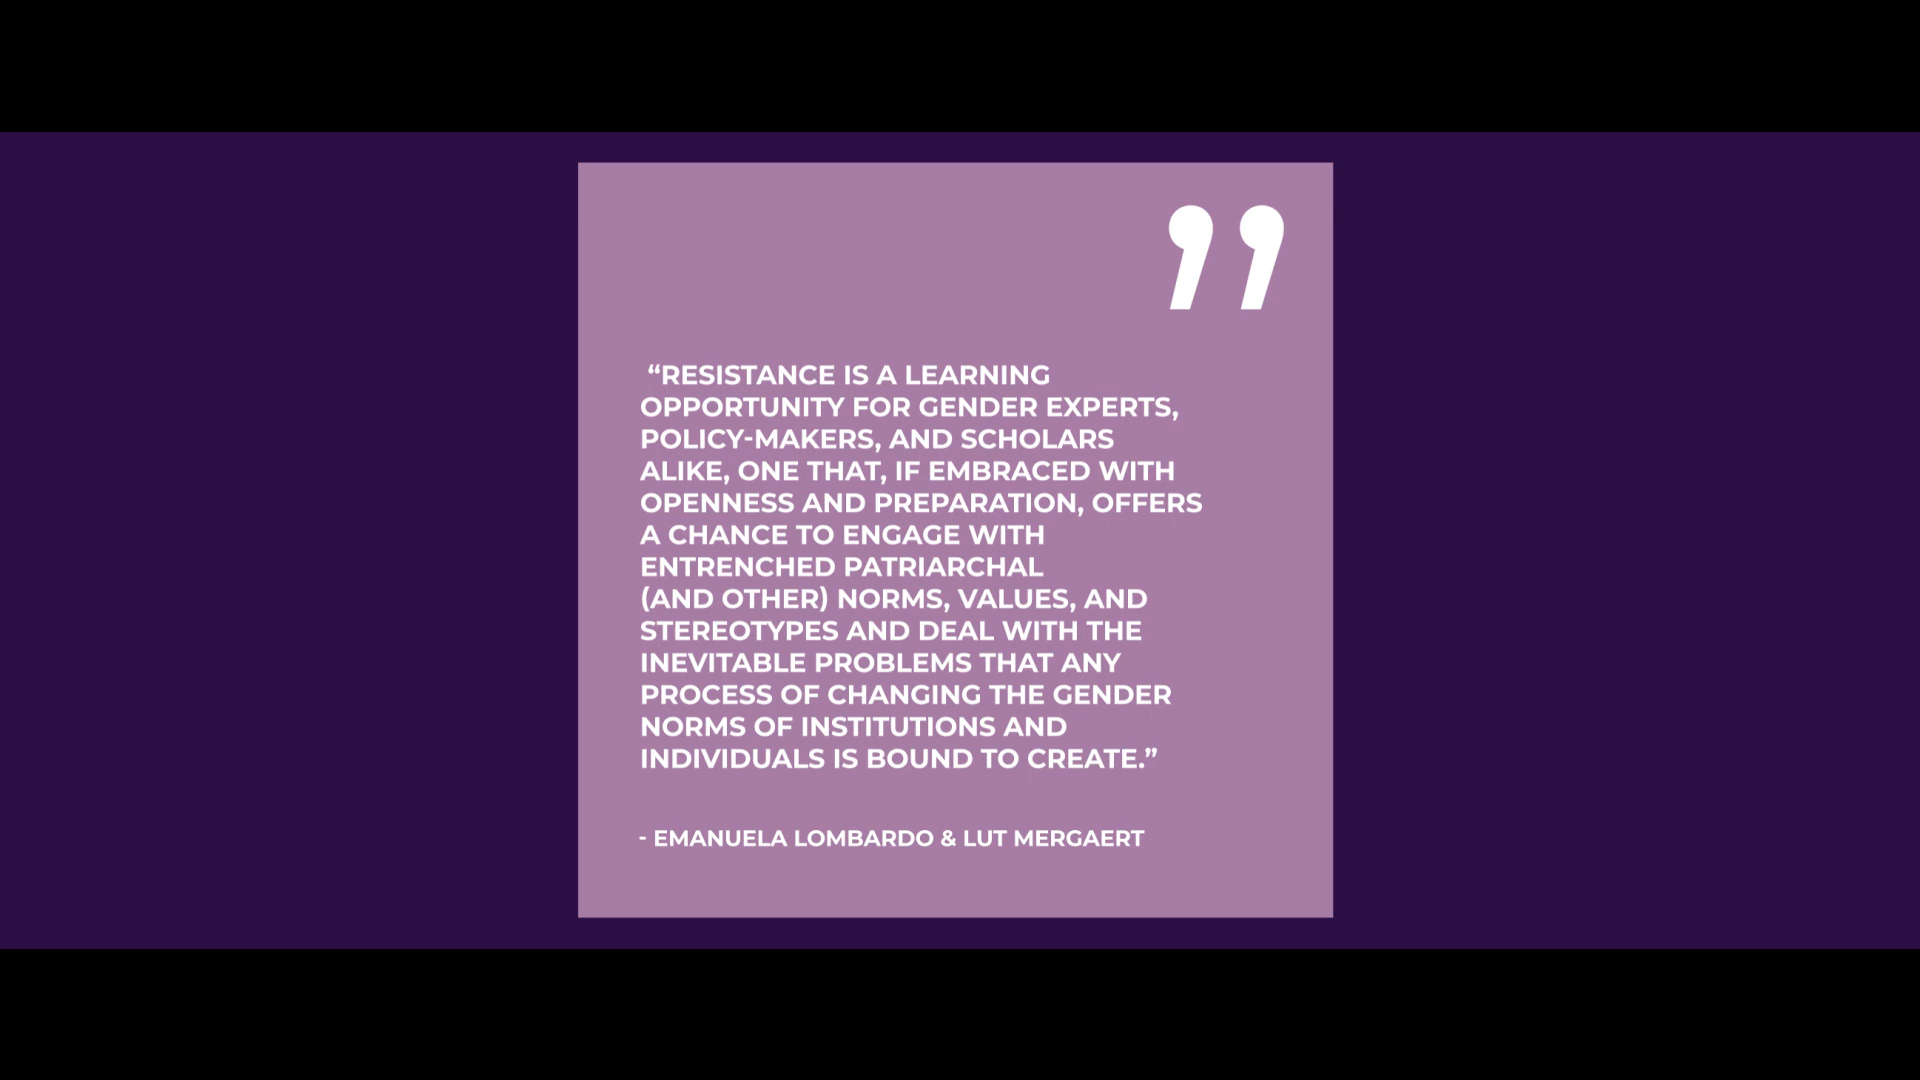 ”
“RESISTANCE IS A LEARNING
OPPORTUNITY FOR GENDER EXPERTS,
POLICY-MAKERS, AND SCHOLARS
ALIKE, ONE THAT, IF EMBRACED WITH
OPENNESS AND PREPARATION, OFFERS
A CHANCE TO ENGAGE WITH
ENTRENCHED PATRIARCHAL
(AND OTHER) NORMS, VALUES, AND
STEREOTYPES AND DEAL WITH THE
INEVITABLE PROBLEMS THAT ANY
PROCESS OF CHANGING THE GENDER
NORMS OF INSTITUTIONS AND
INDIVIDUALS IS BOUND TO CREATE.”
- EMANUELA LOMBARDO & LUT MERGAERT